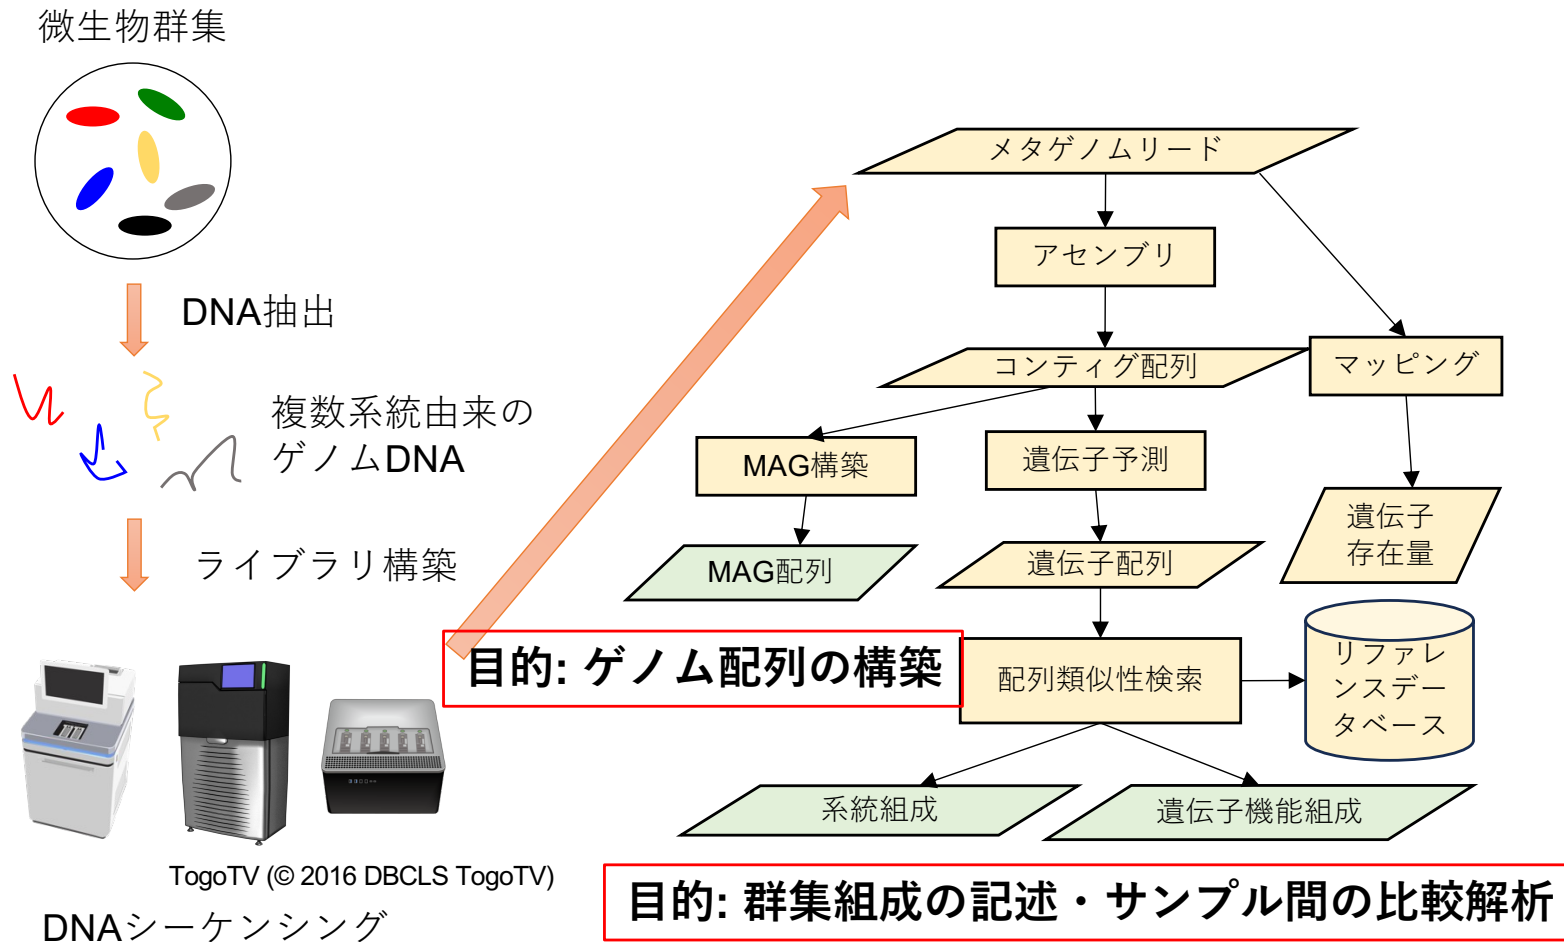 微生物群集
DNA抽出
複数系統由来の
ゲノムDNA
ライブラリ構築
TogoTV (© 2016 DBCLS TogoTV)
DNAシーケンシング
メタゲノムリード
アセンブリ
コンティグ配列
マッピング
MAG構築
遺伝子予測
遺伝子
存在量
MAG配列
遺伝子配列
目的: ゲノム配列の構築
配列類似性検索
リファレ
ンスデー
タベース
系統組成
遺伝子機能組成
目的: 群集組成の記述・サンプル間の比較解析